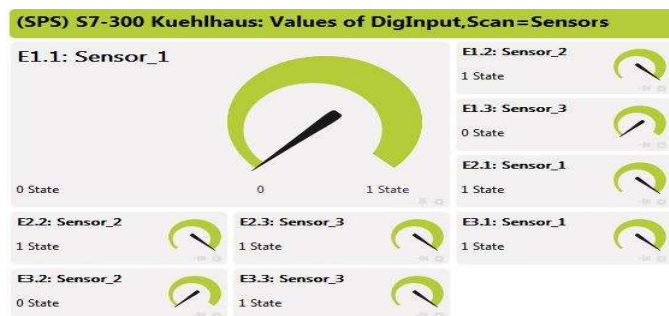 (SPS) S7-300 Kuehlhaus: Values of DigInput,Scan=Sensors
E1.1: Sensor_1
0 State
0
1 State
E1.2: Sensor_2
1 State
E1.3: Sensor_3
0 State
E2.1: Sensor_1
1 State
E2.2: Sensor_2
1 State
E2.3: Sensor_3
1 State
E3.1: Sensor_1
1 State
E3.2: Sensor_2
0 State
E3.3: Sensor_3
1 State